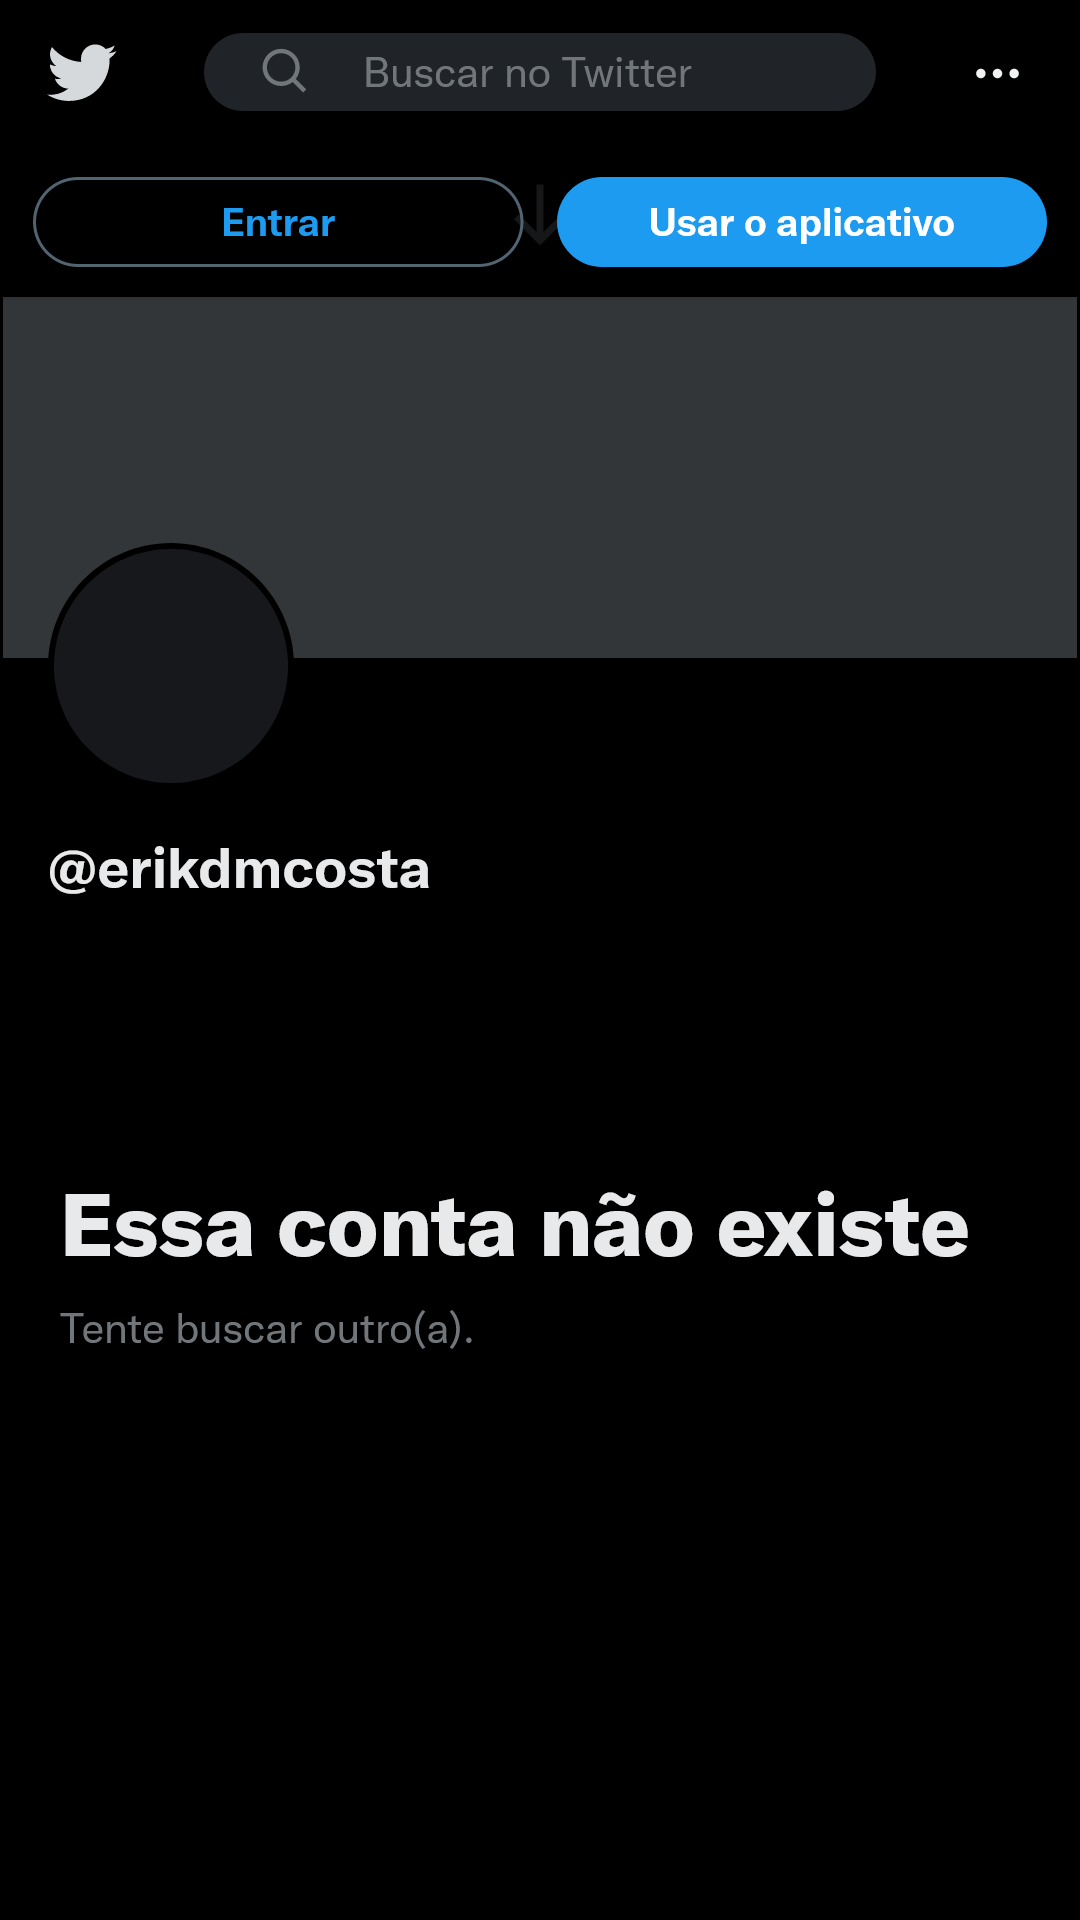 Buscar no Twitter
Entrar
Usar o aplicativo
@erikdmcosta
Essa conta não existe
Tente buscar outro(a).